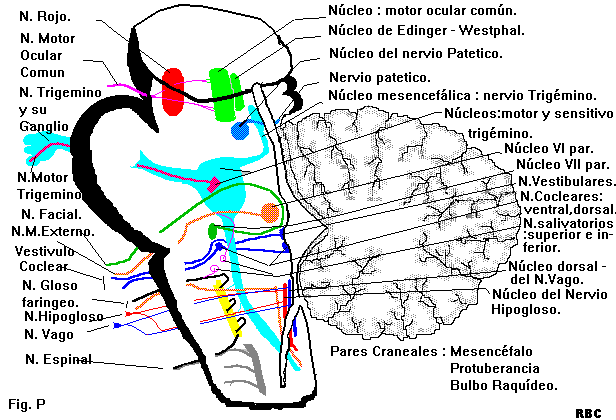 N. Rojo.
N. Motor
Ocular
Comun
N. Trigemino
y su
Ganglio
N.Motor
Trigemino
N. Facial.
N.M.Externo.
Vestivulo
Coclear
N. Gloso
faringeo.
N.Hipogloso
N. Vago
N. Espinal
Núcleo : motor ocular común.
Núcleo de Edinger - Westphal.
Núcleo del nervio Patetico.
Nervio patetico.
Núcleo mesencefálica : nervio Trigémino.
Núcleos:motor y sensitivo
trigémino.
Núcleo VI par.
Núcleo VII par.
N.Vestibulares.
N.Cocleares:
ventral,dorsal.
N.salivatorios
:superior e in-
ferior.
Núcleo dorsal -
del N.Vago.
Núcleo del Nervio
Hipogloso.
Pares Craneales : Mesencéfalo
Protuberancia
Bulbo Raquídeo.
Fig. P
RBC